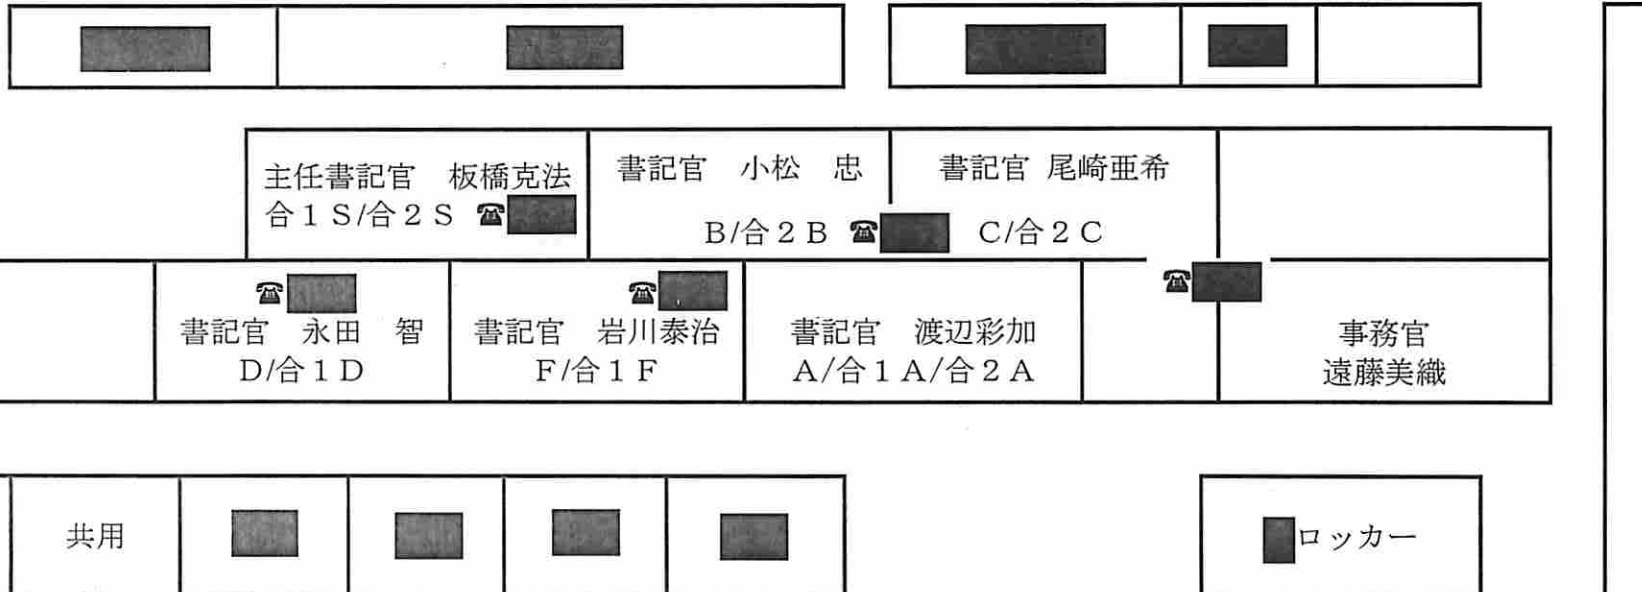 主任書記官　板橋克法
合１Ｓ/合２Ｓ ☎
書記官　小松　忠
B/合２B ☎
書記官 尾崎亜希
C/合２C
☎
書記官　永田　智
D/合１D
☎
書記官　岩川泰治
F/合１F
書記官　渡辺彩加
A/合１A/合２A
☎
事務官
遠藤美織
共用
ロッカー